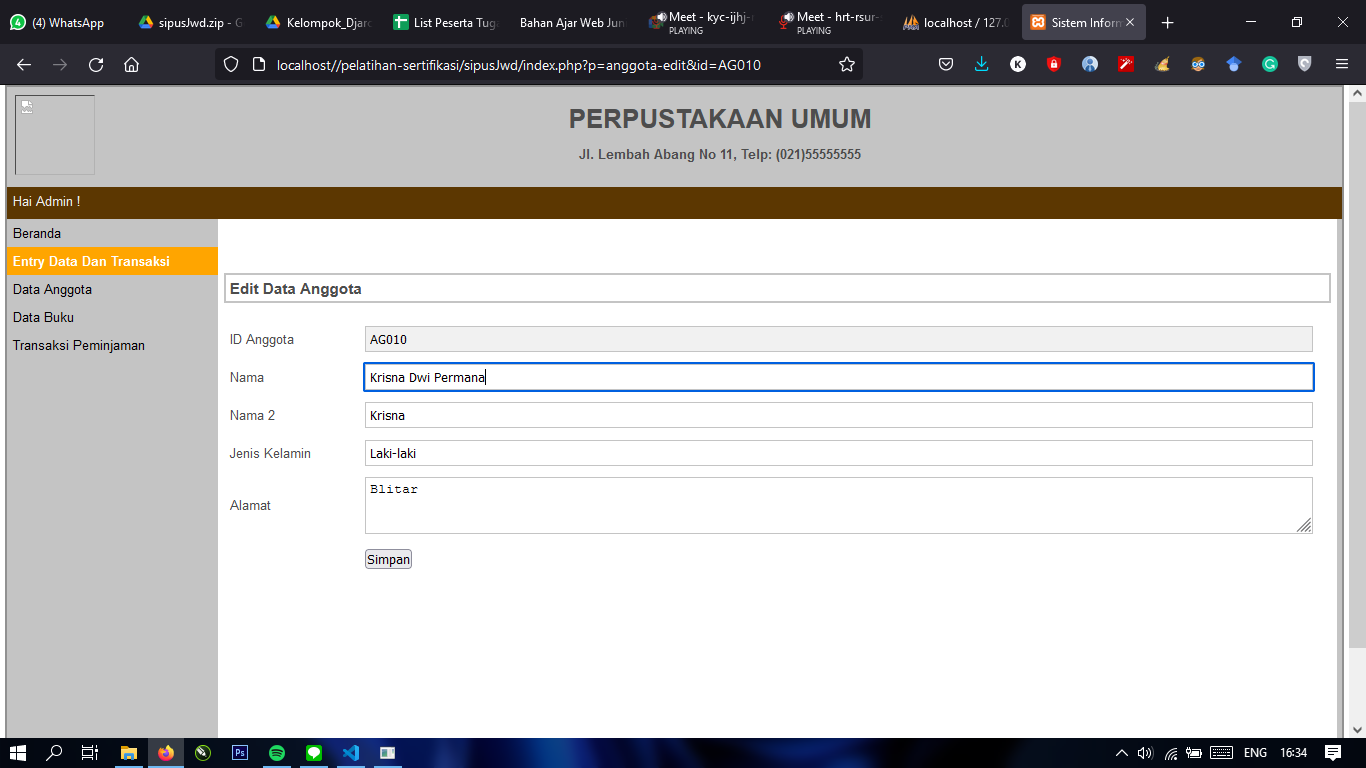 (4) WhatsApp
sipusJwd.zip - G
Kelompok_Djaro
List Peserta Tuga
Bahan Ajar Web Juni
Meet - kyc-ijhj-r
PLAYING
Meet - hrt-rsur-
PLAYING
localhost / 127.0
Sistem Inform
localhost//pelatihan-sertifikasi/sipusJwd/index.php?p=anggota-edit&id=AG010
PERPUSTAKAAN UMUM
Jl. Lembah Abang No 11, Telp: (021)55555555
Hai Admin !
Beranda
Entry Data Dan Transaksi
Data Anggota
Data Buku
Transaksi Peminjaman
Edit Data Anggota
ID Anggota AG010
Nama Krisna Dwi Permana
Nama 2 Krisna
Jenis Kelamin Laki-laki
Alamat Blitar
Simpan
ENG 16:34